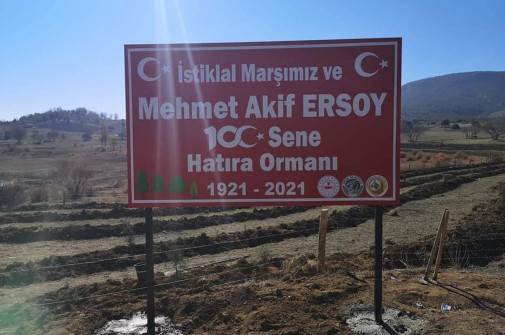 İstiklal Marşımız ve
Mehmet Akif ERSOY
100 Sene
Hatıra Ormanı
1921 - 2021